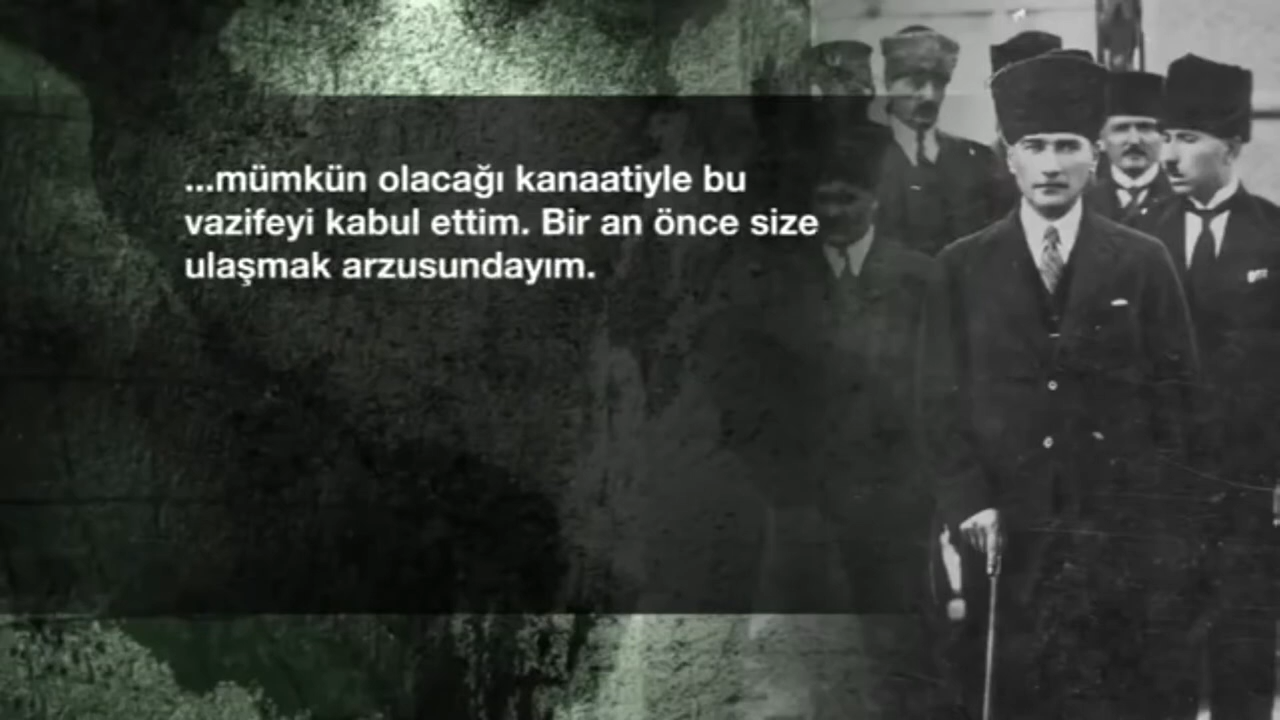 ...mümkün olacağı kanaatiyle bu
vazifeyi kabul ettim. Bir an önce size
ulaşmak arzusundayım.